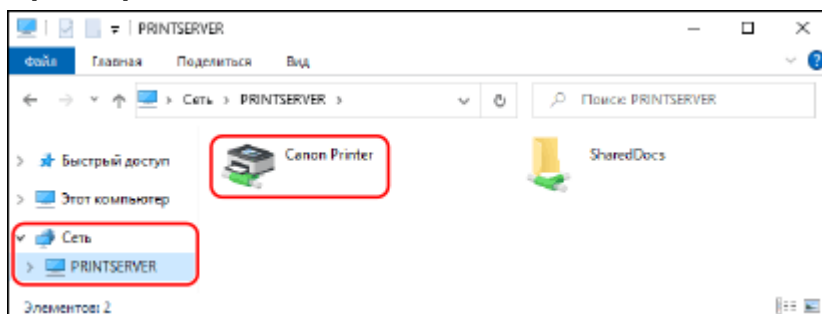 PRINTSERVER
Файл Главная Поделиться Вид
Сеть > PRINTSERVER >
Поиск: PRINTSERVER
Быстрый доступ
Этот компьютер
Сеть
PRINTSERVER
Canon Printer
SharedDocs
Элементов: 2